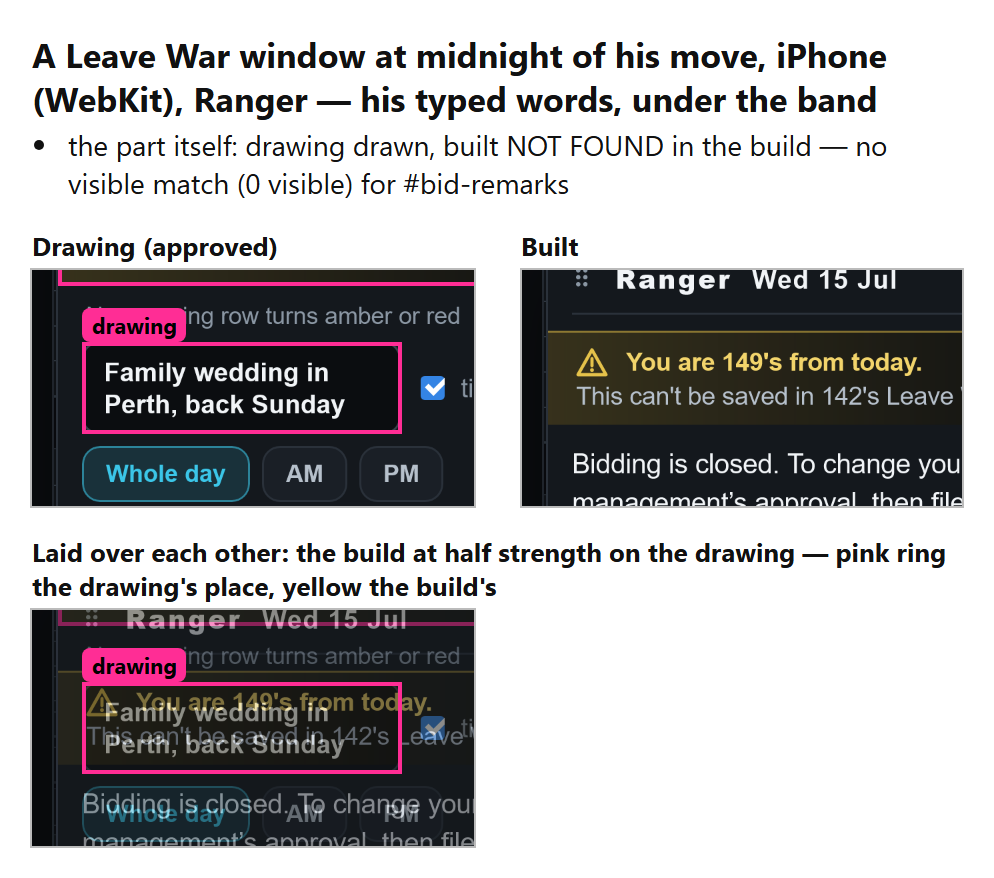 A Leave War window at midnight of his move, iPhone
(WebKit), Ranger — his typed words, under the band
• the part itself: drawing drawn, built NOT FOUND in the build — no
visible match (0 visible) for #bid-remarks
Drawing (approved)
ing row turns amber or red
drawing
Family wedding in
Perth, back Sunday
Whole day AM PM
Built
Ranger Wed 15 Jul
You are 149's from today.
This can't be saved in 142's Leave
Bidding is closed. To change you
management's approval, then file
Laid over each other: the build at half strength on the drawing — pink ring
the drawing's place, yellow the build's
Ranger Wed 15 Jul
ing row turns amber or red
drawing
You are 149's from today.
Family wedding in
This can't be saved in 142's Leave
Perth, back Sunday
Bidding is closed. To change your
Whole day AM PM
management's approval, then file